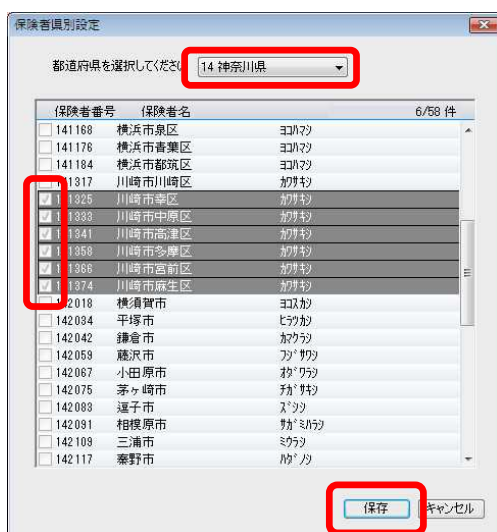 保険者県別設定
都道府県を選択してくださ
14 神奈川県
保険者番号 保険者名 6/58 件
141168 横浜市泉区 ﾖｺﾊﾏｼ
141176 横浜市青葉区 ﾖｺﾊﾏｼ
141184 横浜市都筑区 ﾖｺﾊﾏｼ
141317 川崎市川崎区 ｶﾜｻｷｼ
141325 川崎市幸区 ｶﾜｻｷｼ
141333 川崎市中原区 ｶﾜｻｷｼ
141341 川崎市高津区 ｶﾜｻｷｼ
141358 川崎市多摩区 ｶﾜｻｷｼ
141366 川崎市宮前区 ｶﾜｻｷｼ
141374 川崎市麻生区 ｶﾜｻｷｼ
142018 横須賀市 ﾖｺｽｶｼ
142034 平塚市 ﾋﾗﾂｶｼ
142042 鎌倉市 ｶﾏｸﾗｼ
142059 藤沢市 ﾌｼﾞｻﾜｼ
142067 小田原市 ｵﾀﾞﾜﾗｼ
142075 茅ヶ崎市 ﾁｶﾞｻｷｼ
142083 逗子市 ｽﾞｼｼ
142091 相模原市 ｻｶﾞﾐﾊﾗｼ
142109 三浦市 ﾐｳﾗｼ
142117 秦野市 ﾊﾀﾞﾉｼ
保存 キャンセル